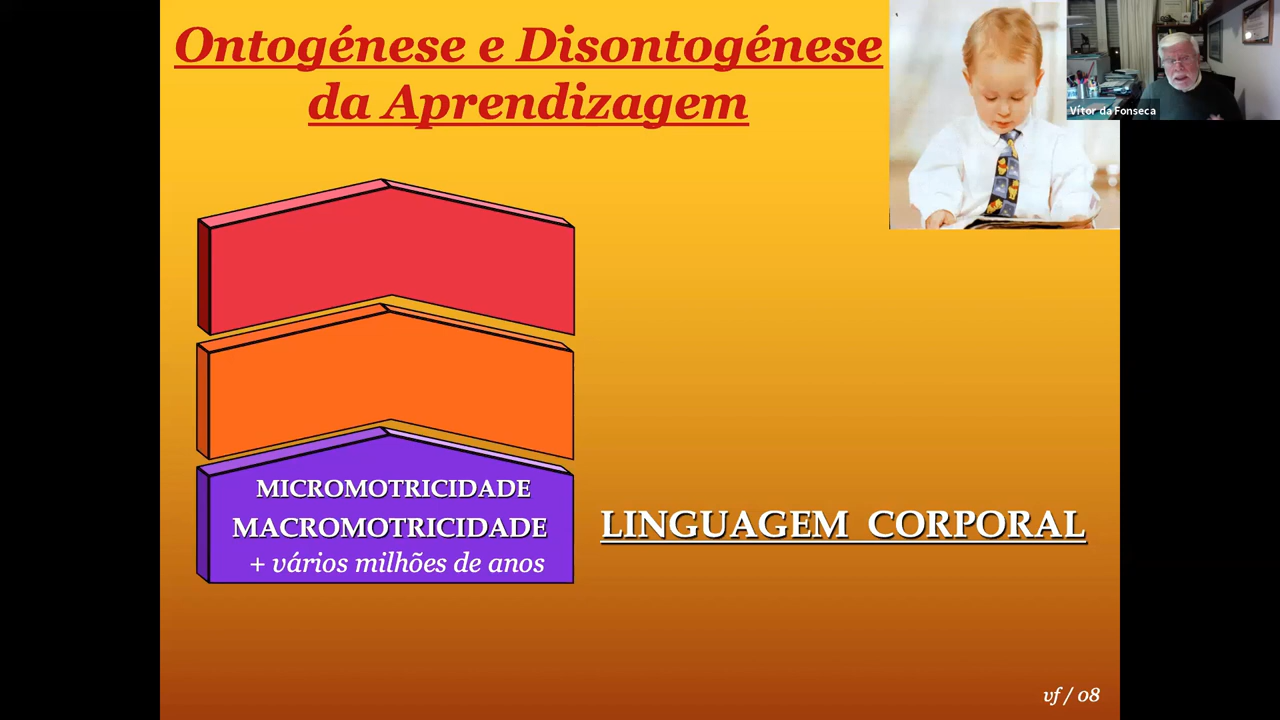 Ontogénese e Disontogénese
da Aprendizagem
Vítor da Fonseca
MICROMOTRICIDADE
MACROMOTRICIDADE
+ vários milhões de anos
LINGUAGEM CORPORAL
vf / 08